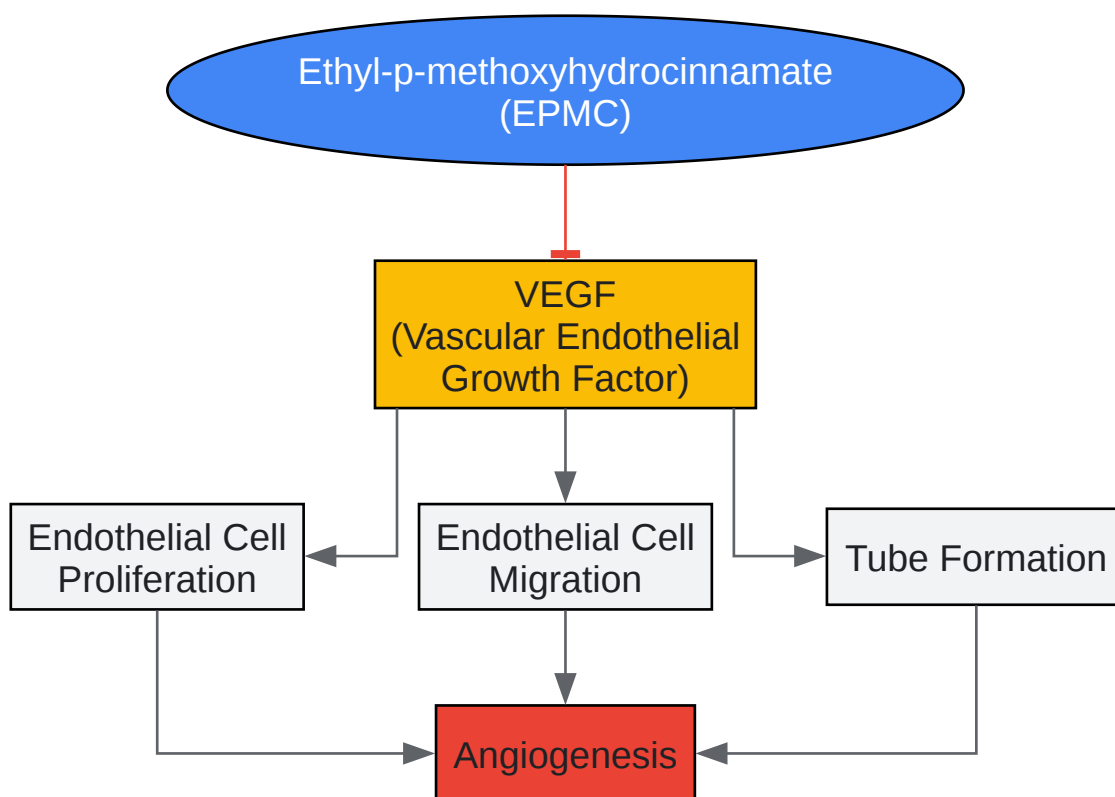 Ethyl-p-methoxyhydrocinnamate
(EPMC)
VEGF
(Vascular Endothelial
Growth Factor)
Endothelial Cell
Proliferation
Endothelial Cell
Migration
Tube Formation
Angiogenesis